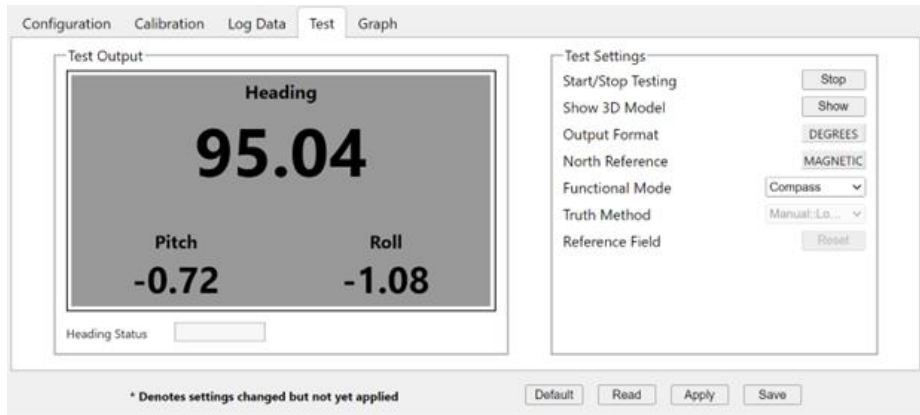 Configuration Calibration Log Data Test Graph
Test Output
Heading
95.04
Pitch Roll
-0.72 -1.08
Heading Status
Test Settings
Start/Stop Testing Stop
Show 3D Model Show
Output Format DEGREES
North Reference MAGNETIC
Functional Mode Compass
Truth Method Manual::Lo...
Reference Field Reset
* Denotes settings changed but not yet applied Default Read Apply Save